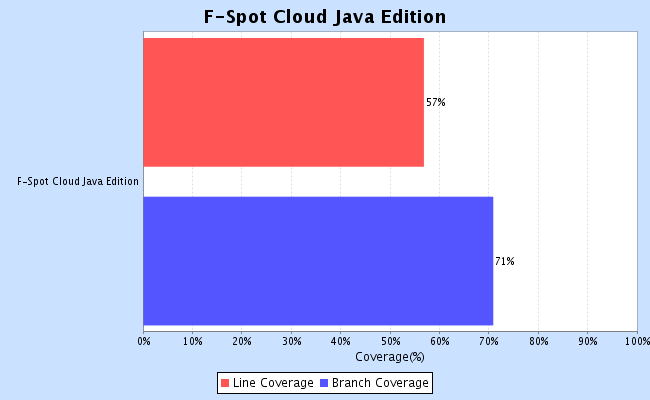 F-Spot Cloud Java Edition
57%
F-Spot Cloud Java Edition
71%
0% 10% 20% 30% 40% 50% 60% 70% 80% 90% 100%
Coverage(%)
Line Coverage Branch Coverage